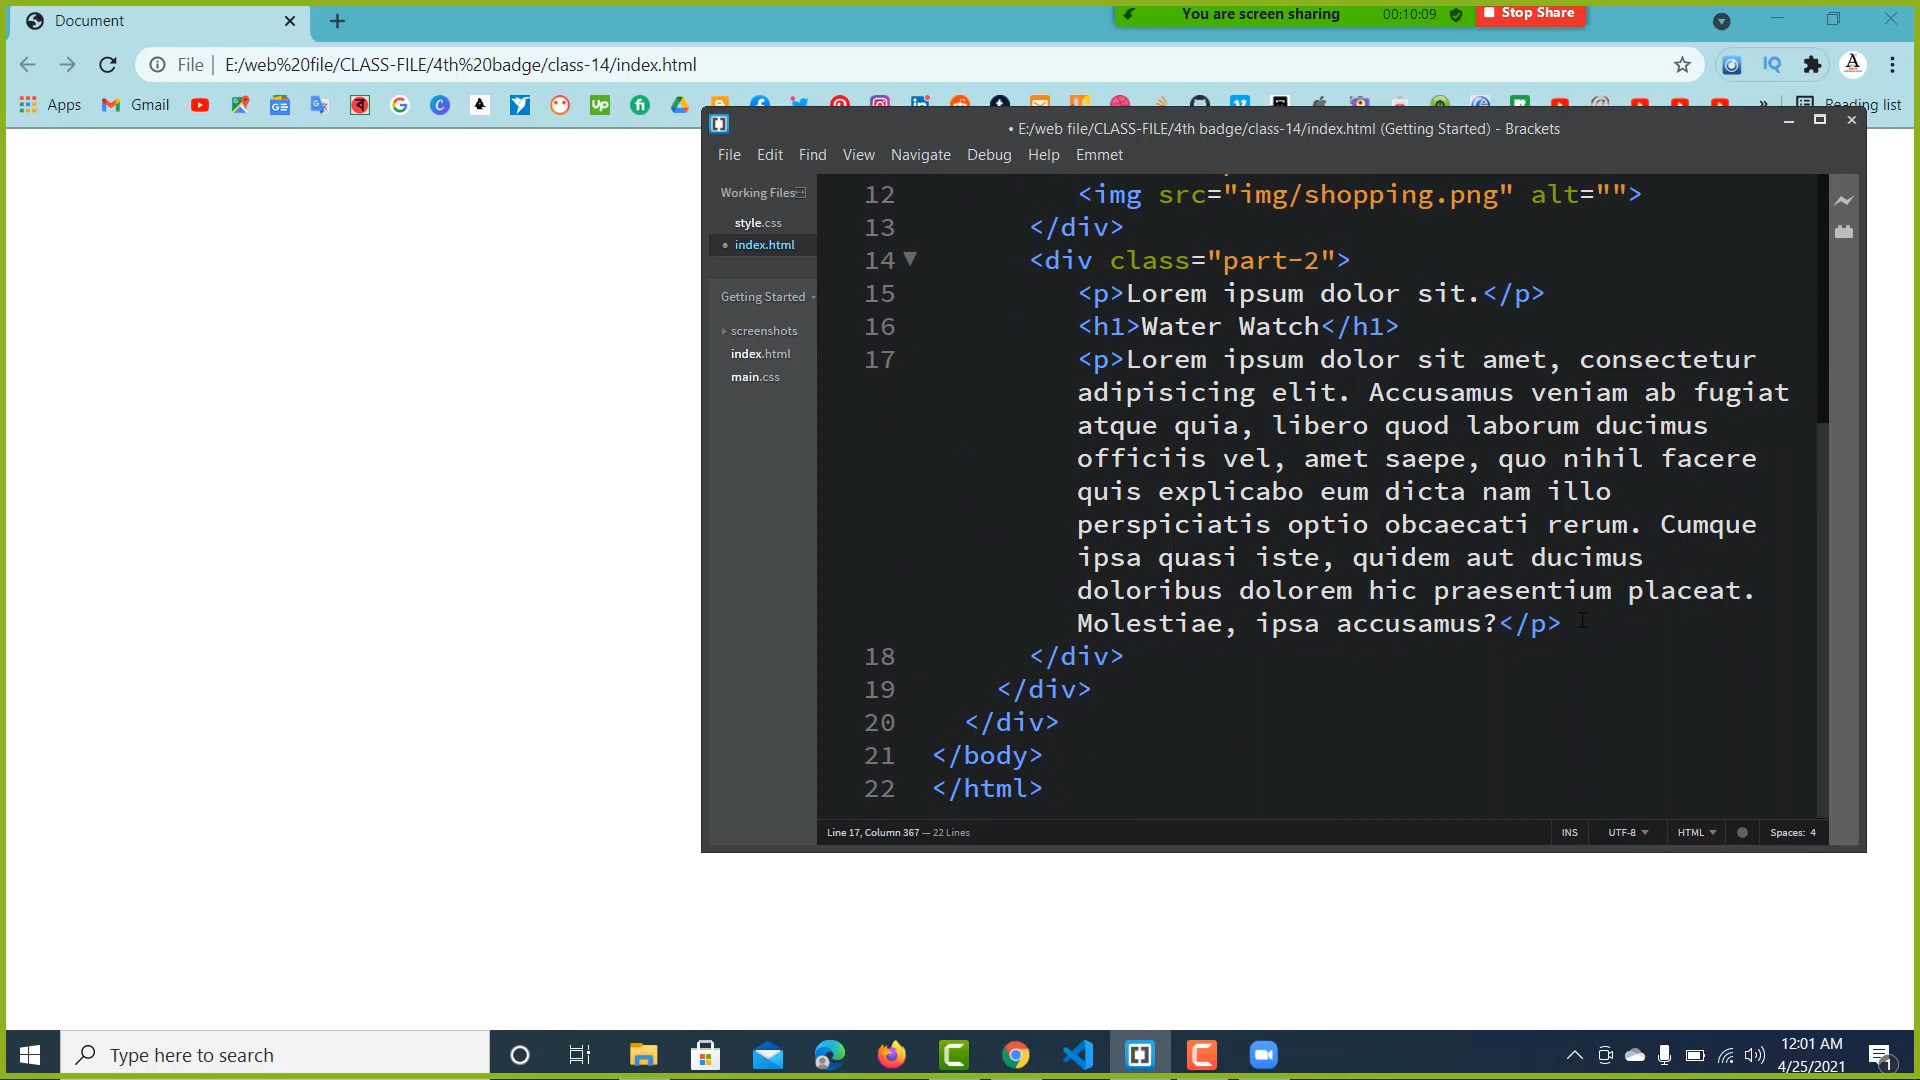 Document
You are screen sharing 00:10:09 Stop Share
File E:/web%20file/CLASS-FILE/4th%20badge/class-14/index.html
IQ
Apps Gmail Reading list
• E:/web file/CLASS-FILE/4th badge/class-14/index.html (Getting Started) - Brackets
File Edit Find View Navigate Debug Help Emmet
Working Files
style.css
index.html
Getting Started
screenshots
index.html
main.css
12 <img src="img/shopping.png" alt="">
13 </div>
14 <div class="part-2">
15 <p>Lorem ipsum dolor sit.</p>
16 <h1>Water Watch</h1>
17 <p>Lorem ipsum dolor sit amet, consectetur
adipisicing elit. Accusamus veniam ab fugiat
atque quia, libero quod laborum ducimus
officiis vel, amet saepe, quo nihil facere
quis explicabo eum dicta nam illo
perspiciatis optio obcaecati rerum. Cumque
ipsa quasi iste, quidem aut ducimus
doloribus dolorem hic praesentium placeat.
Molestiae, ipsa accusamus?</p>
18 </div>
19 </div>
20 </div>
21 </body>
22 </html>
Line 17, Column 367 — 22 Lines
INS UTF-8 HTML Spaces: 4
Type here to search
12:01 AM
4/25/2021
1